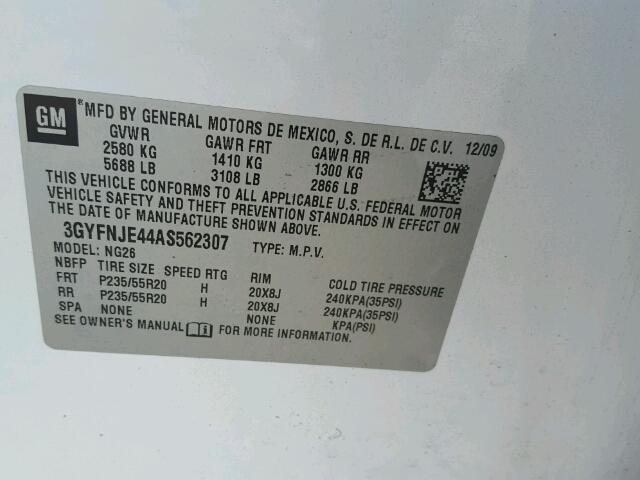 GM ® MFD BY GENERAL MOTORS DE MEXICO, S. DE R.L. DE C.V. 12/09
GVWR GAWR FRT GAWR RR
2580 KG 1410 KG 1300 KG
5688 LB 3108 LB 2866 LB
THIS VEHICLE CONFORMS TO ALL APPLICABLE U.S. FEDERAL MOTOR
VEHICLE SAFETY AND THEFT PREVENTION STANDARDS IN EFFECT ON
THE DATE OF MANUFACTURE SHOWN ABOVE.
3GYFNJE44AS562307 TYPE: M.P.V.
MODEL: NG26
NBFP TIRE SIZE SPEED RTG RIM COLD TIRE PRESSURE
FRT P235/55R20 H 20X8J 240KPA(35PSI)
RR P235/55R20 H 20X8J 240KPA(35PSI)
SPA NONE NONE KPA(PSI)
SEE OWNER'S MANUAL FOR MORE INFORMATION.